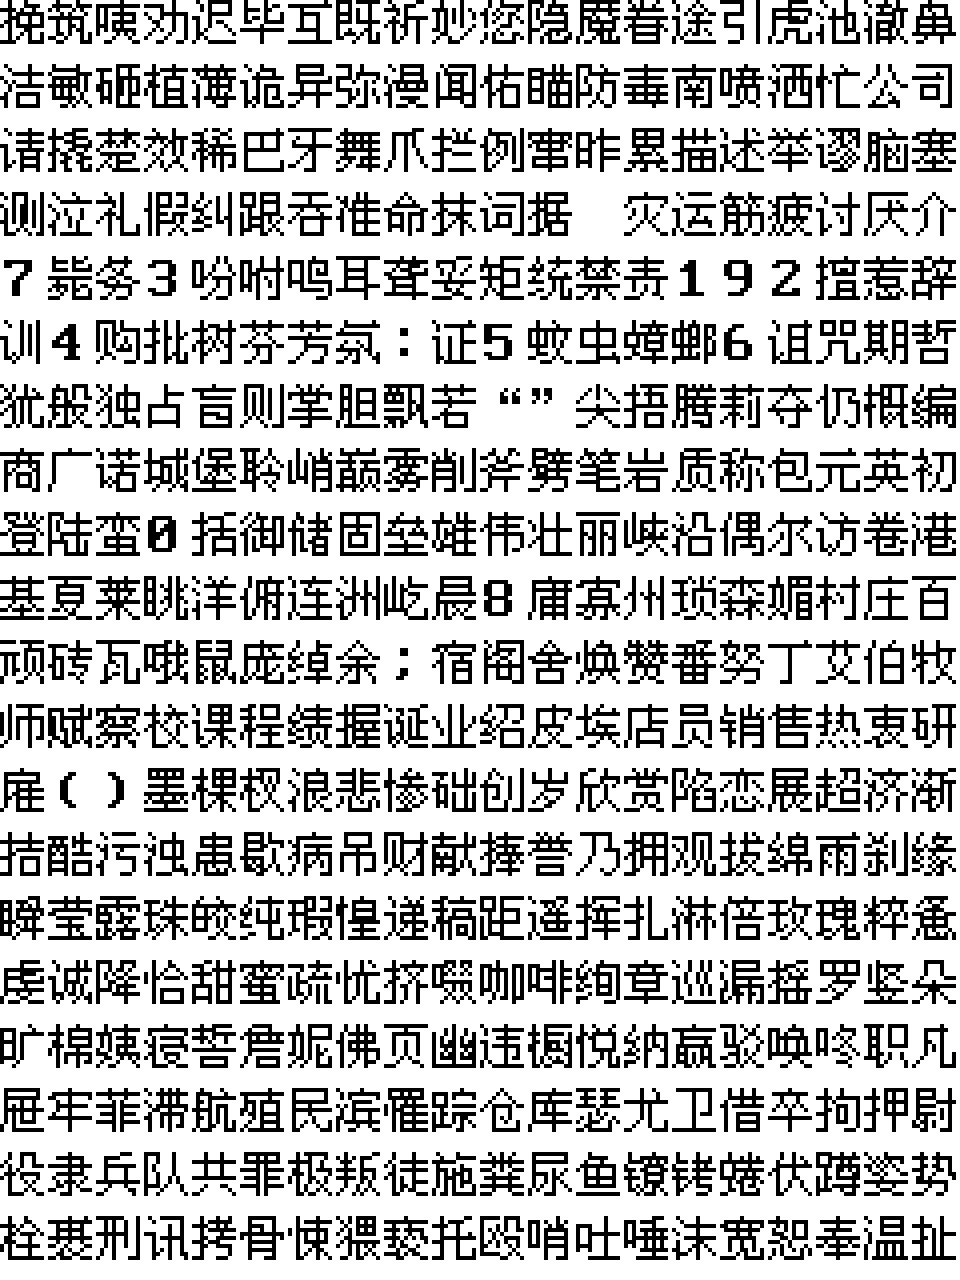 挽筑咦劝迟毕互既祈妙您隐魔眷途引虎池澈鼻
洁敏砸植薄诡异弥漫闻佑瞄防毒南喷洒忙公司
请撬楚效稀巴牙舞爪拦例雷昨累描述举谬脑塞
测泣礼假纠跟吞准命抹词据 灾运筋疲讨厌介
7毙务3吩咐鸣耳聋妥矩统禁责192擅惹辞
训4购批树芬芳氛：证5蚊虫蟑螂6诅咒期哲
犹般独占盲则掌胆飘若“”尖捂腾莉夺仍概编
商广诺城堡聆峭巅雾削斧劈笔岩质称包元英初
登陆蛮0括御储固垒雄伟壮丽峡沿偶尔访卷港
基夏莱眺洋俯连洲屹晨8庸寡州琐森媚村庄百
顽砖瓦哦鼠庞绰余；宿阁舍焕赞番努丁艾伯牧
师赋察校课程绩握诞业绍皮埃店员销售热衷研
雇()墨棵杈浪悲惨础创岁欣赏陷恋展超济渐
拮酷污浊患歇病吊财献捧誉乃拥观拔绵雨刹缘
瞬莹露珠皎纯瑕惶递稿距遥挥扎淋倍玫瑰粹惫
虔诚降恰甜蜜疏忧挤啜咖啡绚章巡漏摇罗竖朵
旷棉姨寝誓詹妮佛页幽违橱悦纳赢驳唤咚职凡
屉牢菲滞航殖民滨罹踪仓库瑟尤卫借卒拘押尉
役隶兵队共罪极叛徒施粪尿鱼镣铐蜷伏蹲姿势
栓裹刑讯拷骨悚猥亵托殴哨吐唾沫宽恕奉温扯